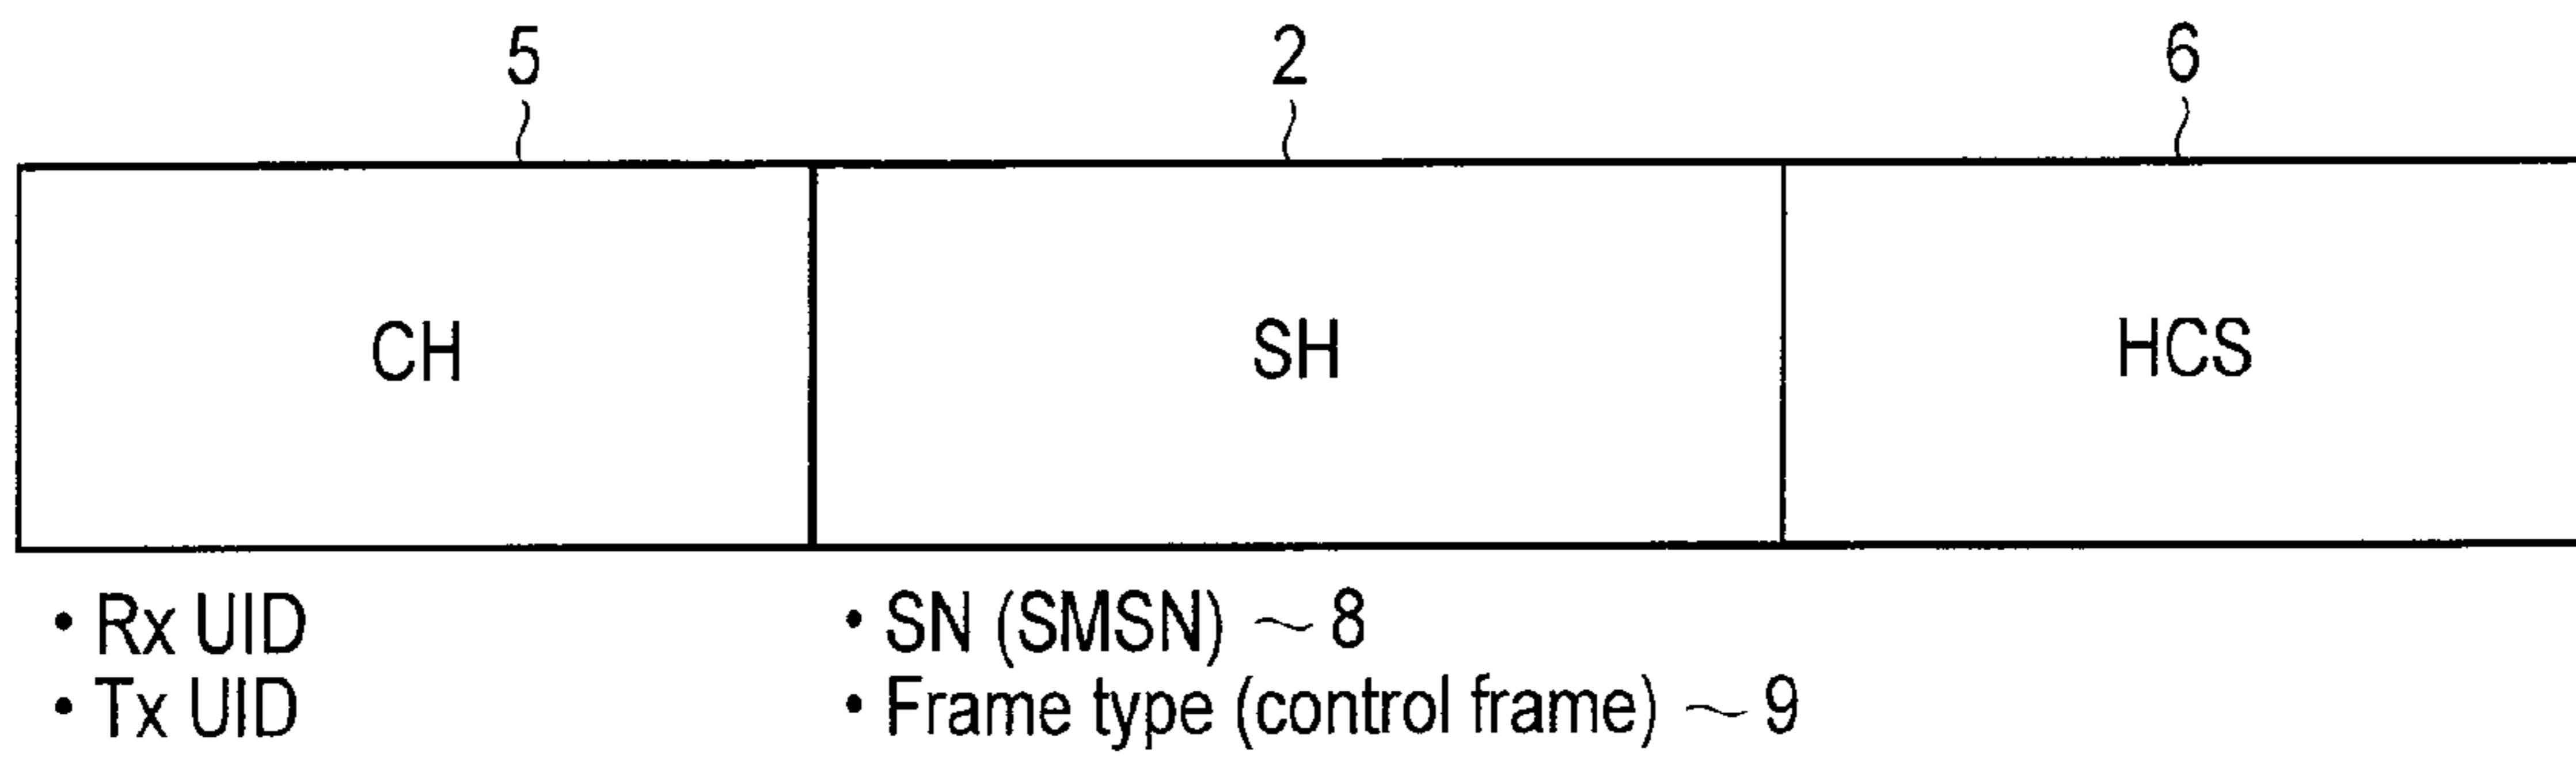 5 2 6
CH SH HCS
• Rx UID • SN (SMSN) ~ 8
• Tx UID • Frame type (control frame) ~ 9